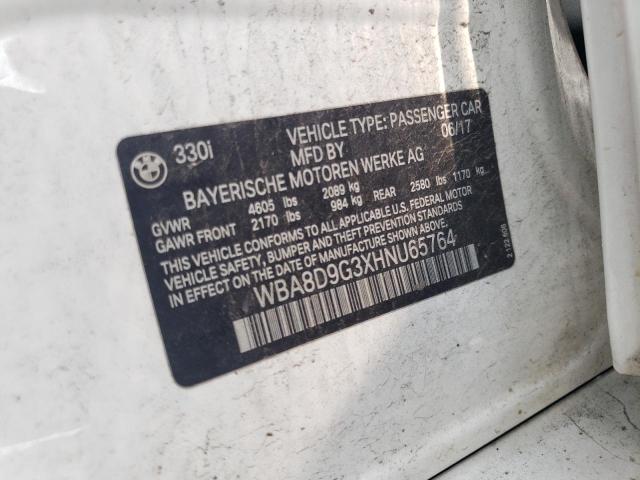 BMW
330i VEHICLE TYPE: PASSENGER CAR
MFD BY 06/17
BAYERISCHE MOTOREN WERKE AG
GVWR 4605 lbs 2089 kg
GAWR FRONT 2170 lbs 984 kg REAR 2580 lbs 1170 kg
THIS VEHICLE CONFORMS TO ALL APPLICABLE U.S. FEDERAL MOTOR
VEHICLE SAFETY, BUMPER AND THEFT PREVENTION STANDARDS
IN EFFECT ON THE DATE OF MANUFACTURE SHOWN ABOVE.
WBA8D9G3XHNU65764